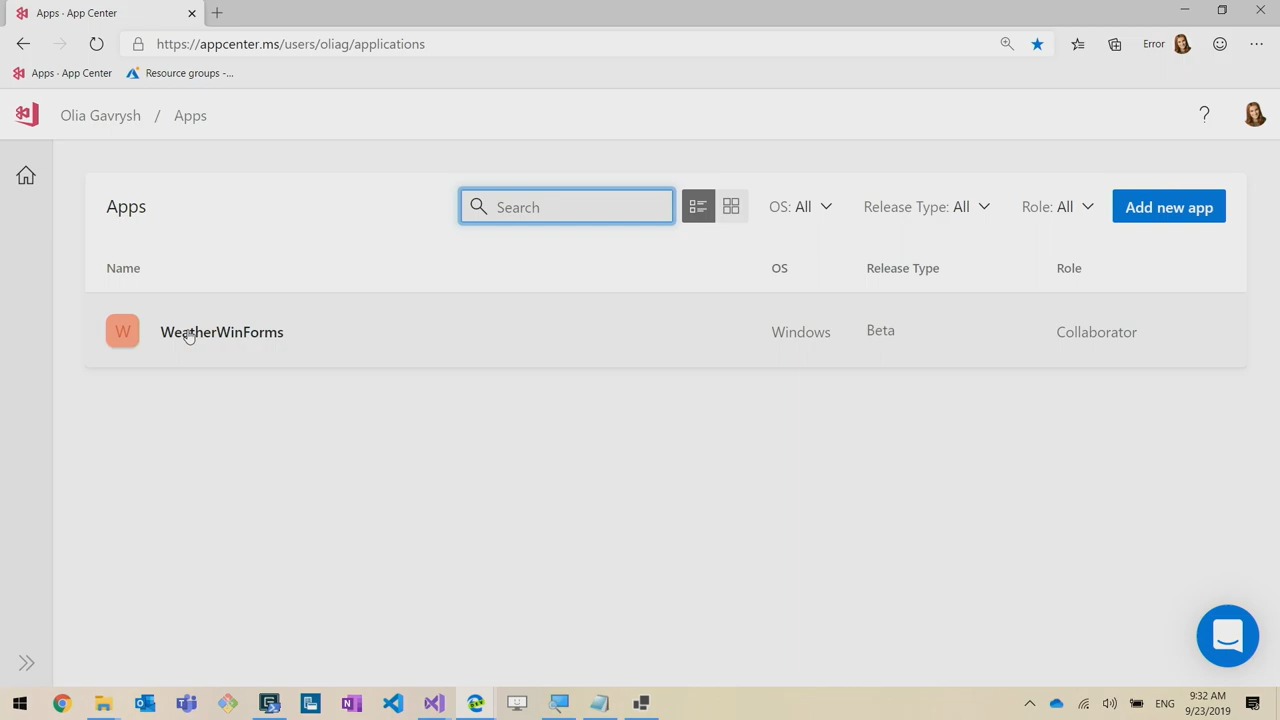 Apps · App Center
https://appcenter.ms/users/oliag/applications
Error
Apps · App Center
Resource groups -...
Olia Gavrysh / Apps
?
Apps
Search
OS: All
Release Type: All
Role: All
Add new app
Name
OS
Release Type
Role
W
WeatherWinForms
Windows
Beta
Collaborator
ENG
9:32 AM
9/23/2019